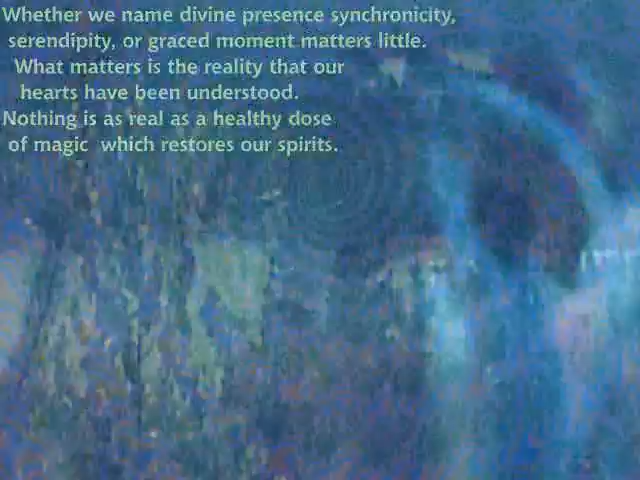 Whether we name divine presence synchronicity,
serendipity, or graced moment matters little.
What matters is the reality that our
hearts have been understood.
Nothing is as real as a healthy dose
of magic which restores our spirits.